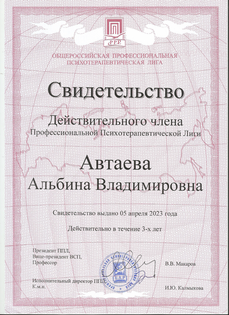 ППЛ
ОБЩЕРОССИЙСКАЯ ПРОФЕССИОНАЛЬНАЯ
ПСИХОТЕРАПЕВТИЧЕСКАЯ ЛИГА
Свидетельство
Действительного члена
Профессиональной Психотерапевтической Лиги
Автаева
Альбина Владимировна
Свидетельство выдано 05 апреля 2023 года
Действительно в течение 3-х лет
Президент ППЛ,
Вице-президент ВСП,
Профессор
В.В. Макаров
Исполнительный директор ППЛ
К.м.н.
И.Ю. Калмыкова